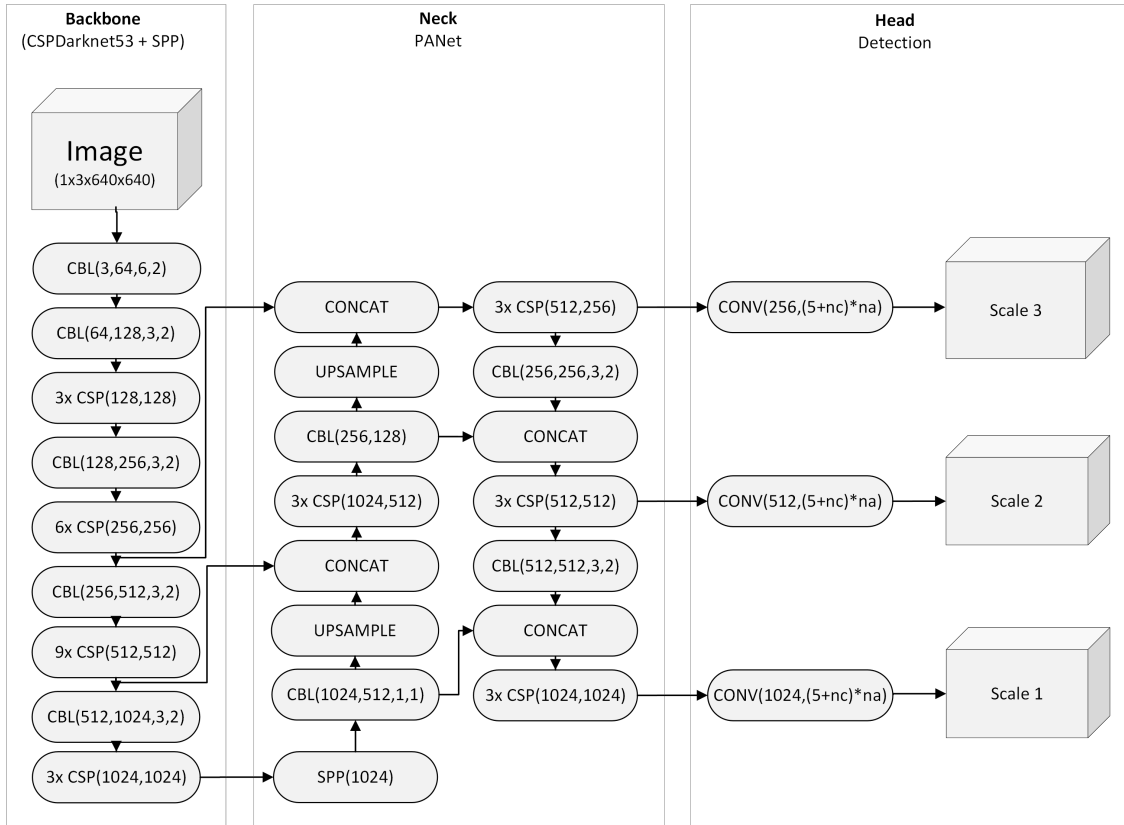 Backbone
(CSPDarknet53 + SPP)
Image
(1x3x640x640)
CBL(3,64,6,2)
CBL(64,128,3,2)
3x CSP(128,128)
CBL(128,256,3,2)
6x CSP(256,256)
CBL(256,512,3,2)
9x CSP(512,512)
CBL(512,1024,3,2)
3x CSP(1024,1024)
Neck
PANet
CONCAT
UPSAMPLE
CBL(256,128)
3x CSP(1024,512)
CONCAT
UPSAMPLE
CBL(1024,512,1,1)
SPP(1024)
3x CSP(512,256)
CBL(256,256,3,2)
CONCAT
3x CSP(512,512)
CBL(512,512,3,2)
CONCAT
3x CSP(1024,1024)
Head
Detection
CONV(256,(5+nc)*na)
Scale 3
CONV(512,(5+nc)*na)
Scale 2
CONV(1024,(5+nc)*na)
Scale 1